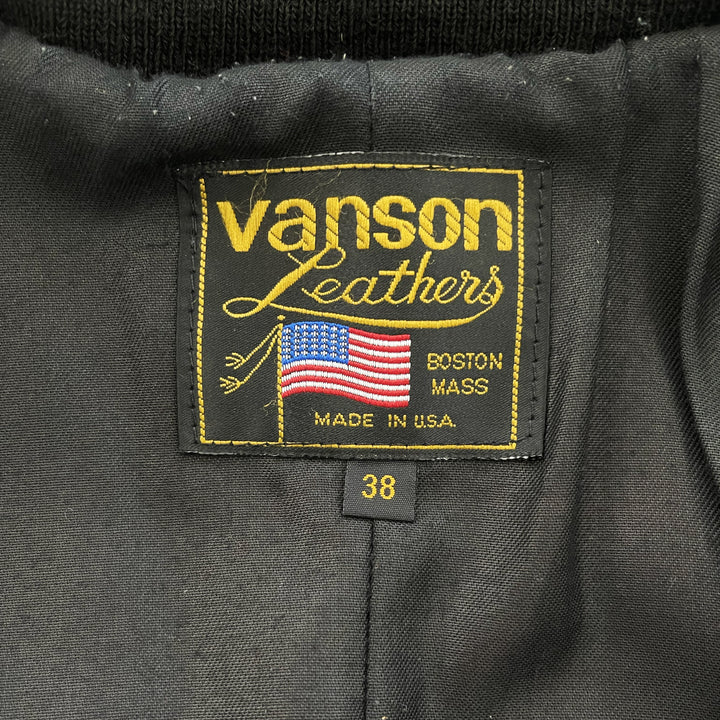 vanson
Leathers
BOSTON
MASS
MADE IN U.S.A.
38